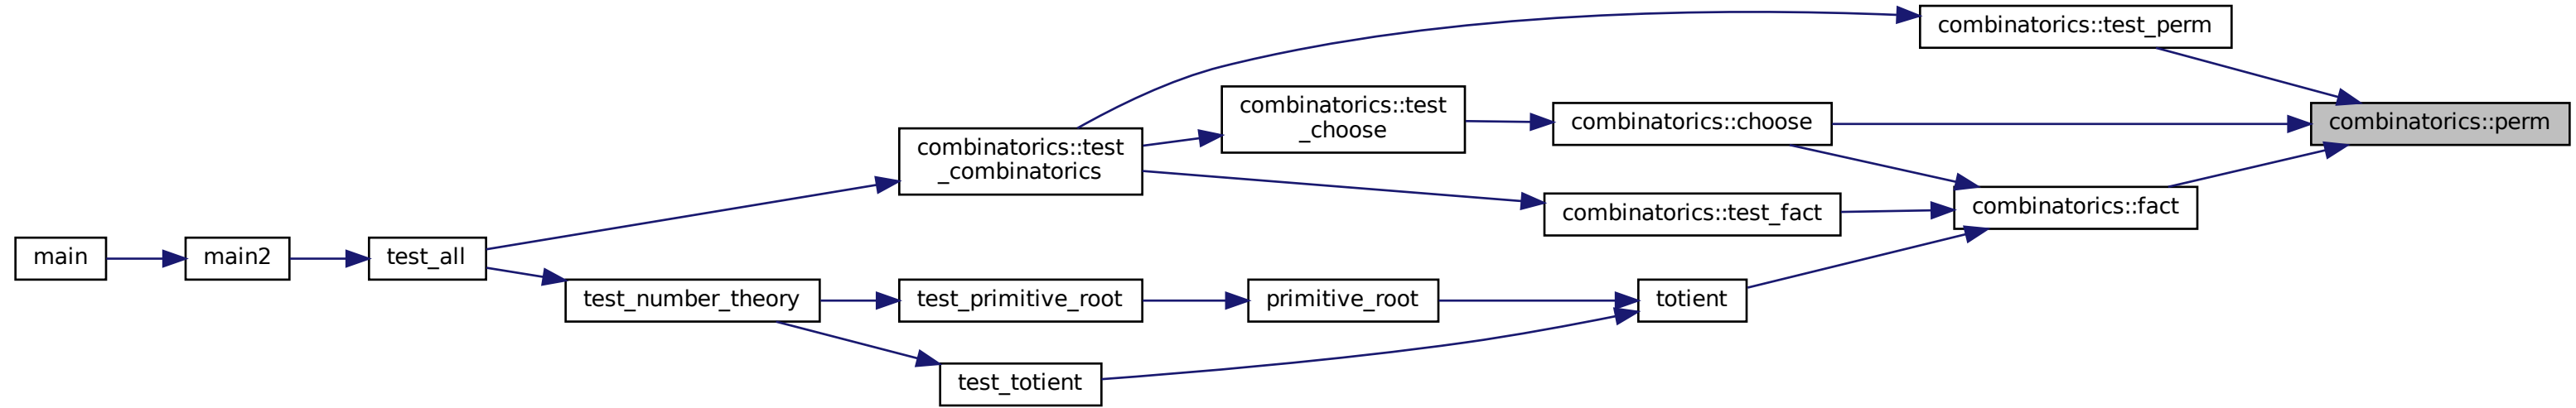 combinatorics::test_perm
combinatorics::test
_choose
combinatorics::choose
combinatorics::perm
combinatorics::test
_combinatorics
combinatorics::test_fact
combinatorics::fact
main
main2
test_all
test_number_theory
test_primitive_root
primitive_root
totient
test_totient